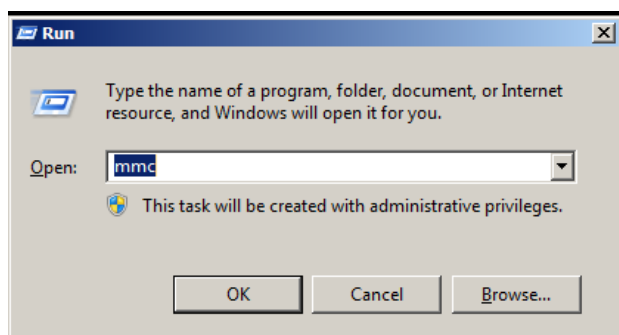 Run
Type the name of a program, folder, document, or Internet
resource, and Windows will open it for you.
Open: mmc
This task will be created with administrative privileges.
OK Cancel Browse...